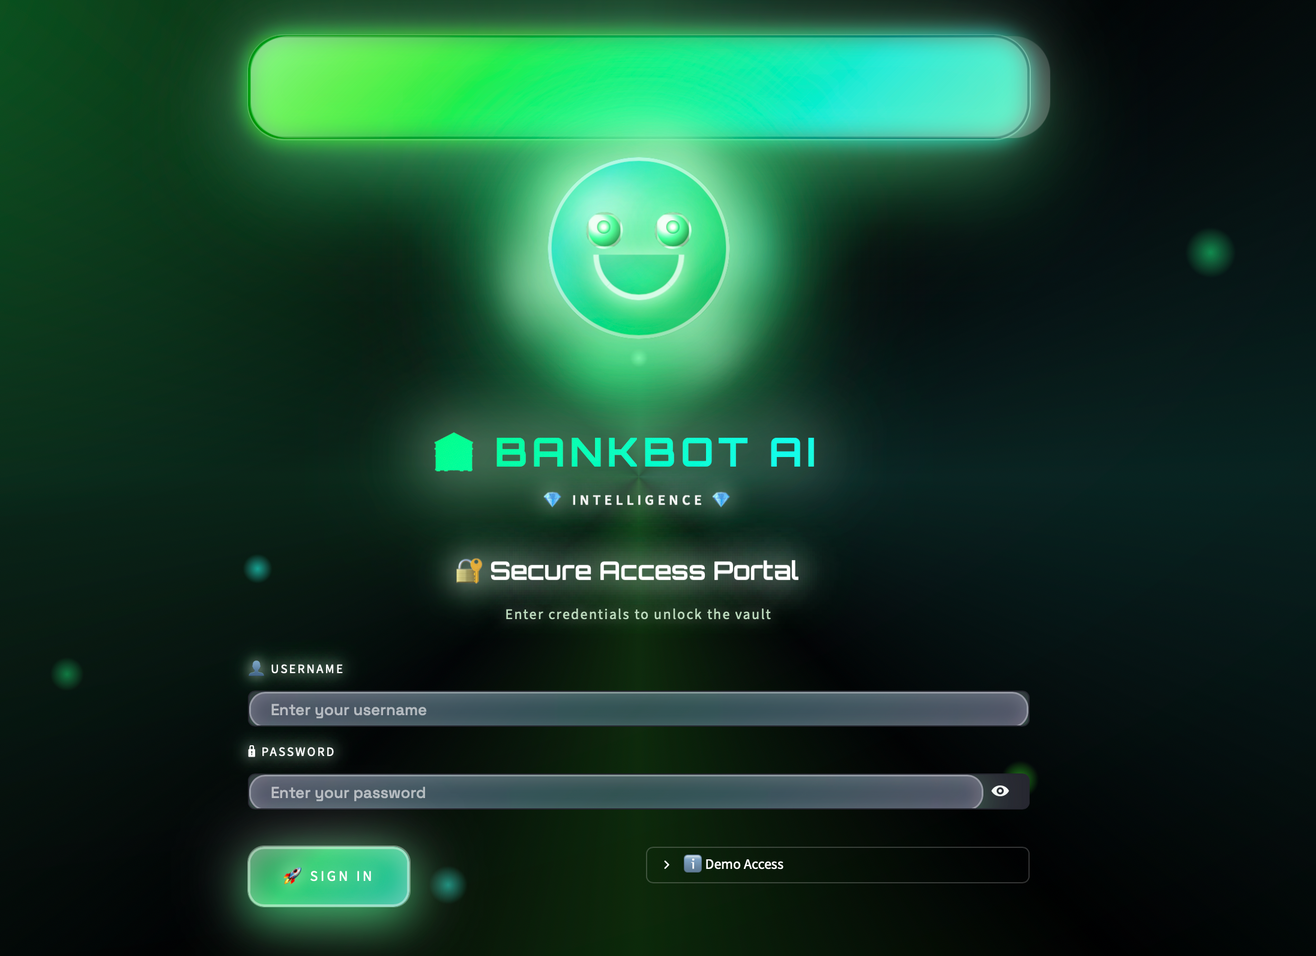 BANKBOT AI
INTELLIGENCE
Secure Access Portal
Enter credentials to unlock the vault
USERNAME
Enter your username
PASSWORD
Enter your password
SIGN IN
Demo Access